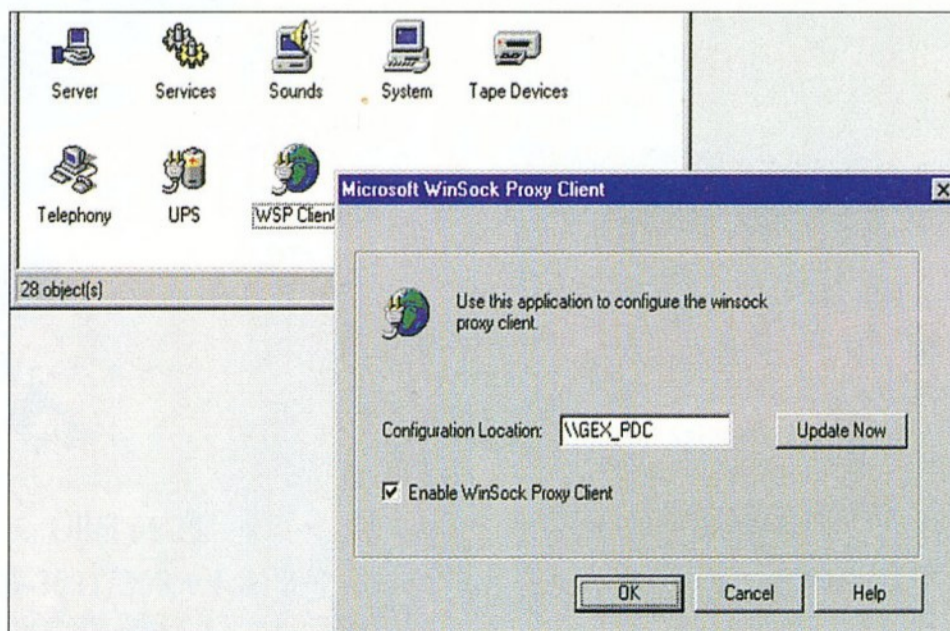 Server Services Sounds System Tape Devices
Telephony UPS WSP Client
28 object(s)
Microsoft WinSock Proxy Client
Use this application to configure the winsock
proxy client.
Configuration Location: \\GEX_PDC Update Now
Enable WinSock Proxy Client
OK Cancel Help